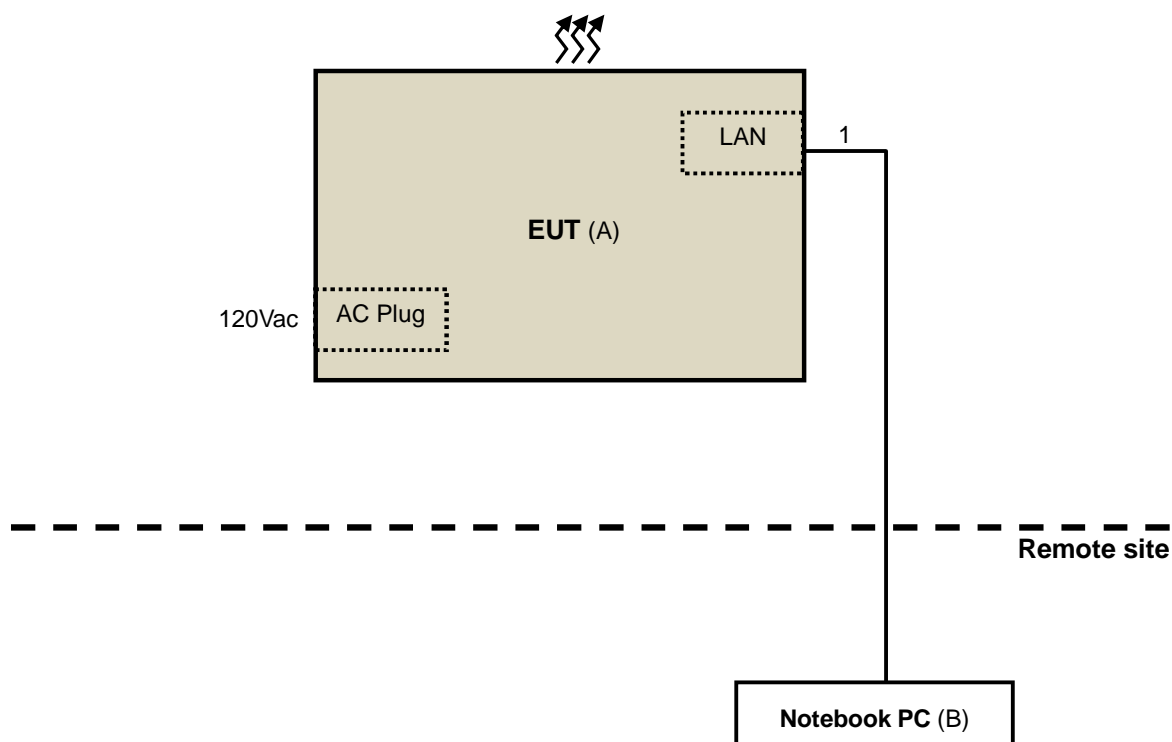 LAN
1
EUT (A)
120Vac
AC Plug
Remote site
Notebook PC (B)